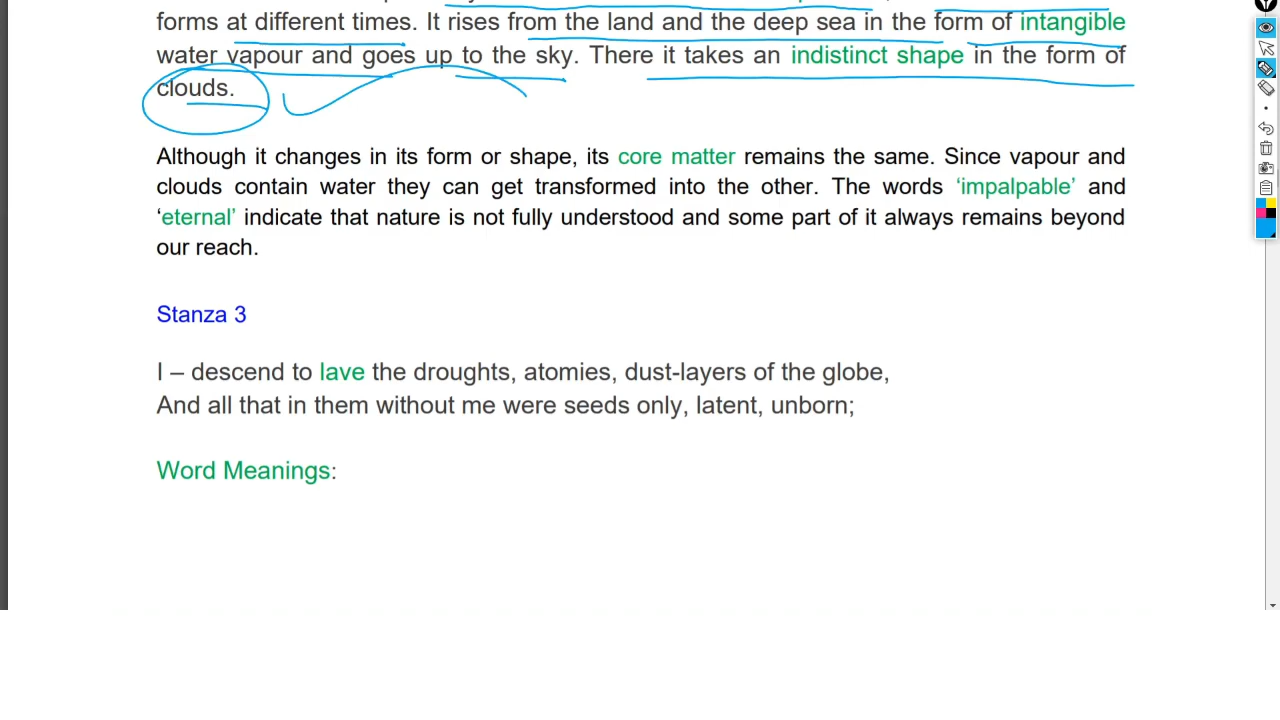 forms at different times. It rises from the land and the deep sea in the form of intangible
water vapour and goes up to the sky. There it takes an indistinct shape in the form of
clouds.
Although it changes in its form or shape, its core matter remains the same. Since vapour and
clouds contain water they can get transformed into the other. The words ‘impalpable’ and
‘eternal’ indicate that nature is not fully understood and some part of it always remains beyond
our reach.
Stanza 3
I – descend to lave the droughts, atomies, dust-layers of the globe,
And all that in them without me were seeds only, latent, unborn;
Word Meanings: